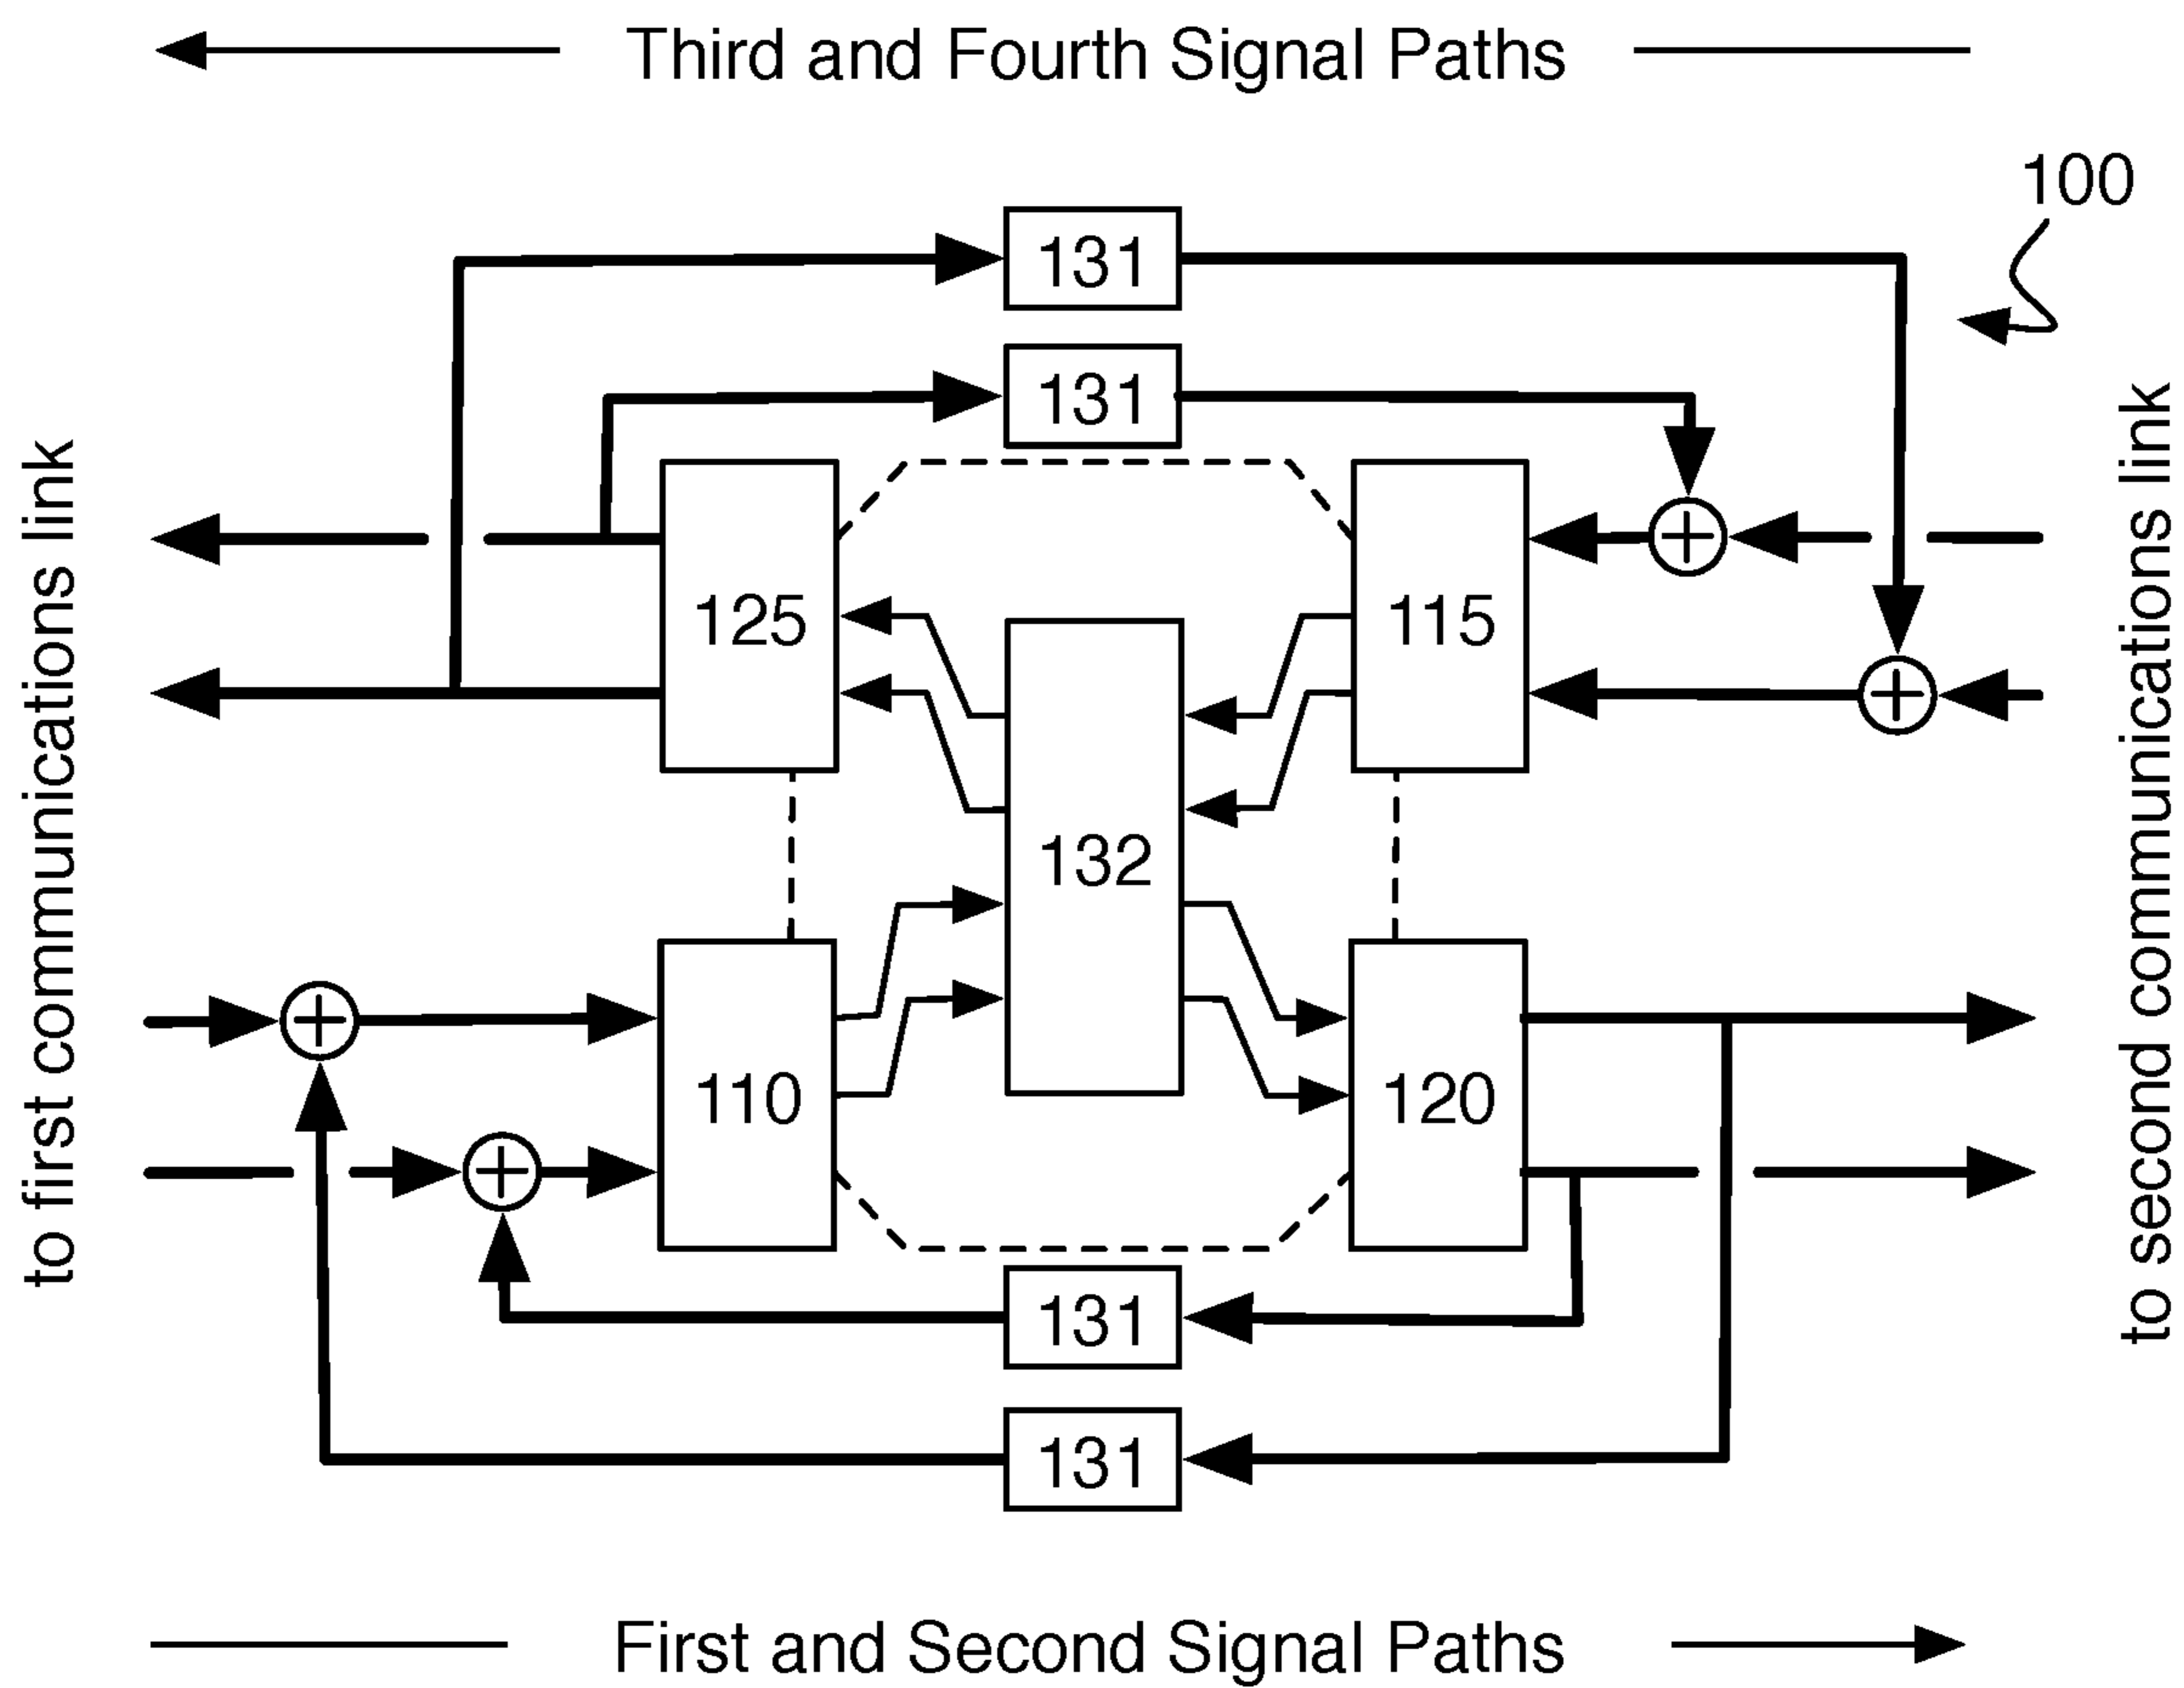 Third and Fourth Signal Paths
100
131
131
125
115
132
110
120
131
131
to first communications link
to second communications link
First and Second Signal Paths